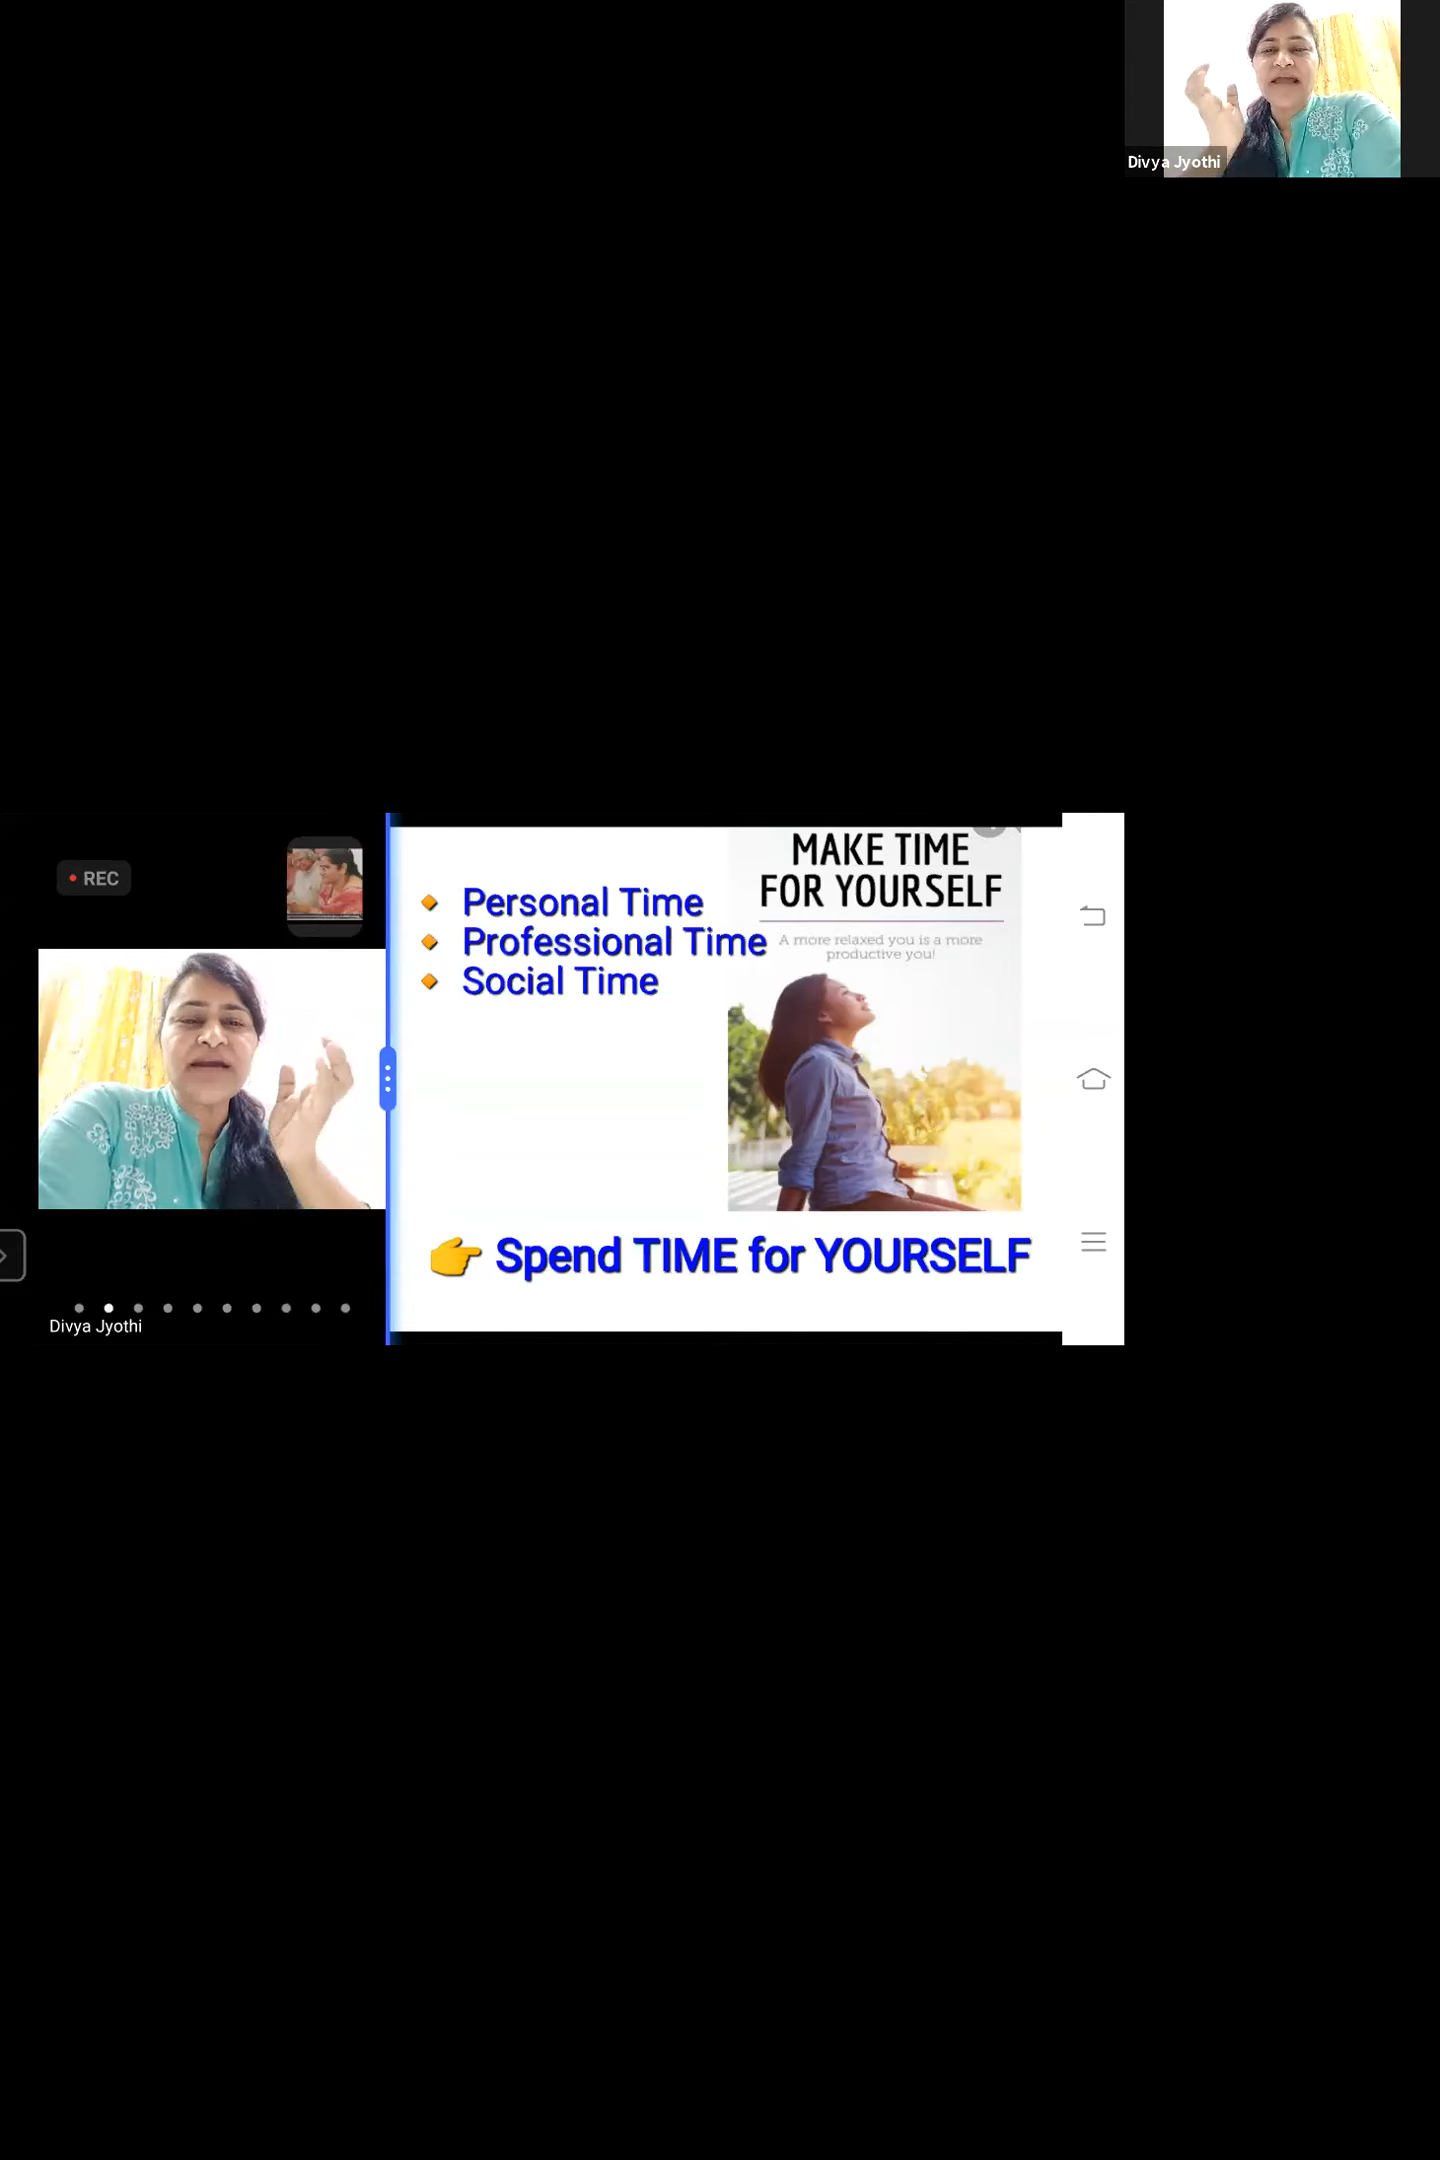 Divya Jyothi
REC
MAKE TIME
FOR YOURSELF
A more relaxed you is a more
productive you!
Personal Time
Professional Time
Social Time
👉 Spend TIME for YOURSELF
Divya Jyothi